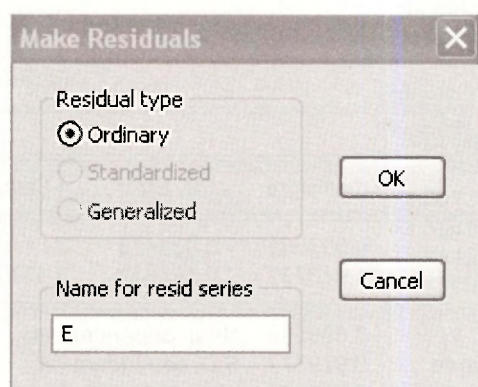 Make Residuals
Residual type
Ordinary
Standardized
Generalized
OK
Cancel
Name for resid series
E